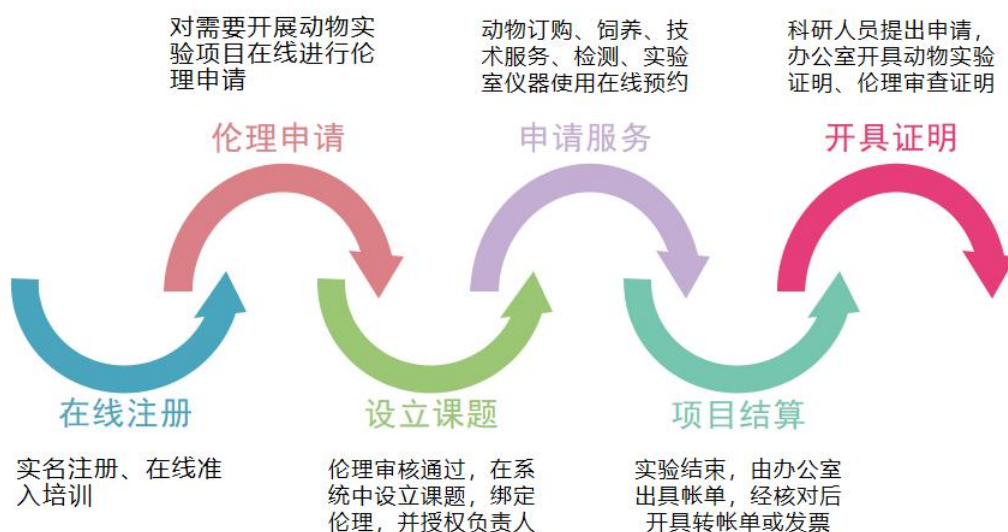 对需要开展动物实
验项目在线进行伦
理申请
动物订购、饲养、技
术服务、检测、实验
室仪器使用在线预约
科研人员提出申请，
办公室开具动物实验
证明、伦理审查证明
伦理申请
申请服务
开具证明
在线注册
设立课题
项目结算
实名注册、在线准
入培训
伦理审核通过，在系
统中设立课题，绑定
伦理，并授权负责人
实验结束，由办公室
出具帐单，经核对后
开具转帐单或发票